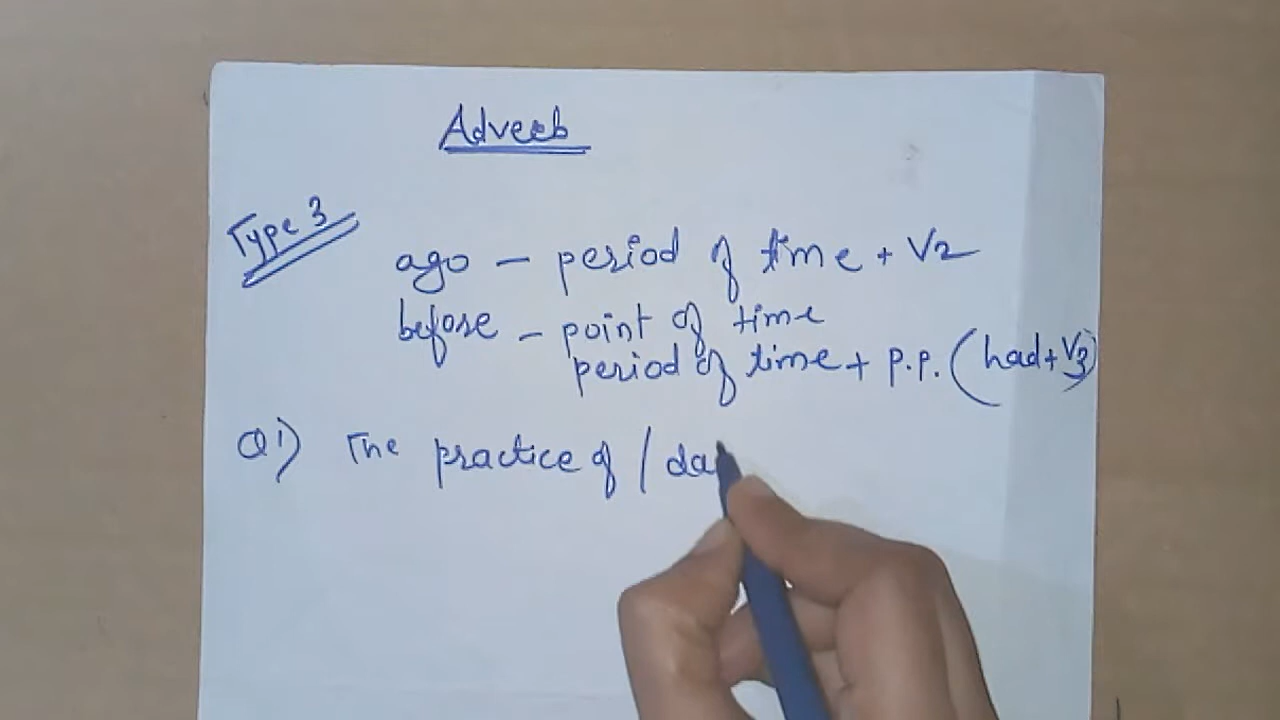 Adverb
Type 3
ago - period of time + V2
before - point of time
period of time + p.p. (had + V3)
Q1) The practice of / da